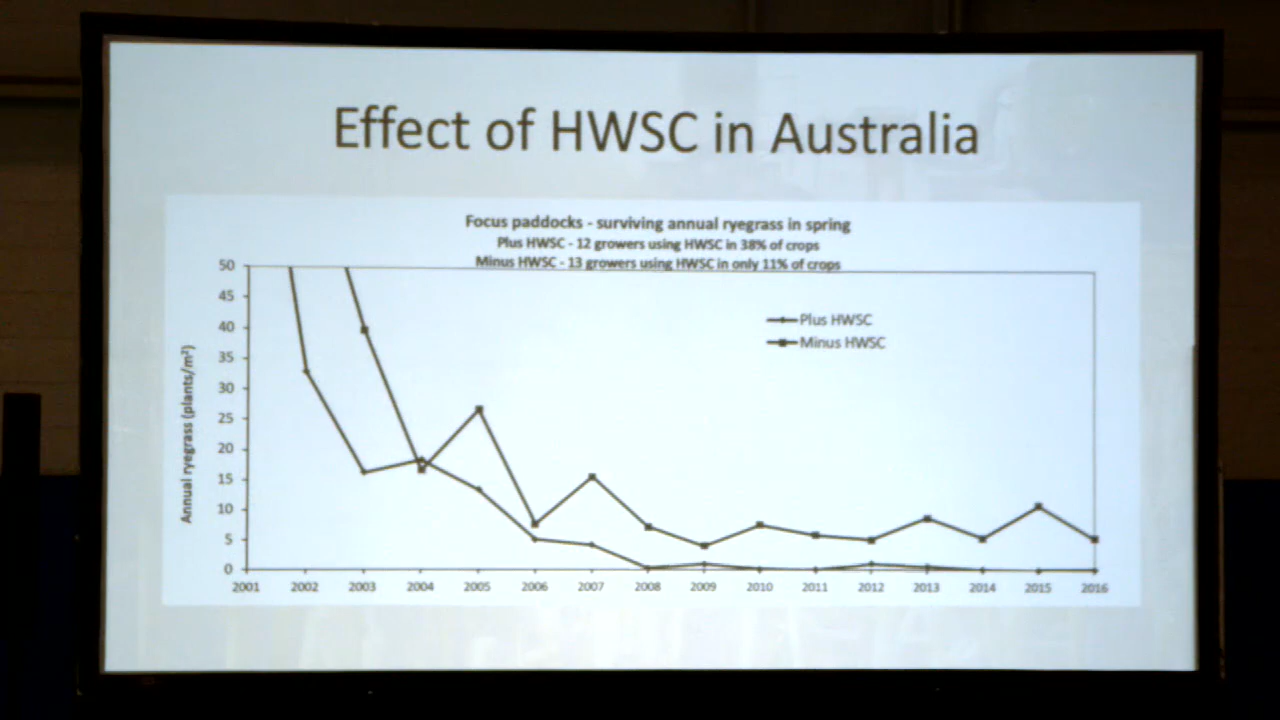 Effect of HWSC in Australia
Focus paddocks - surviving annual ryegrass in spring
Plus HWSC - 12 growers using HWSC in 38% of crops
Minus HWSC - 13 growers using HWSC in only 11% of crops
50
45
40
35
30
25
20
15
10
5
0
Annual ryegrass (plants/m²)
Plus HWSC
Minus HWSC
2001 2002 2003 2004 2005 2006 2007 2008 2009 2010 2011 2012 2013 2014 2015 2016